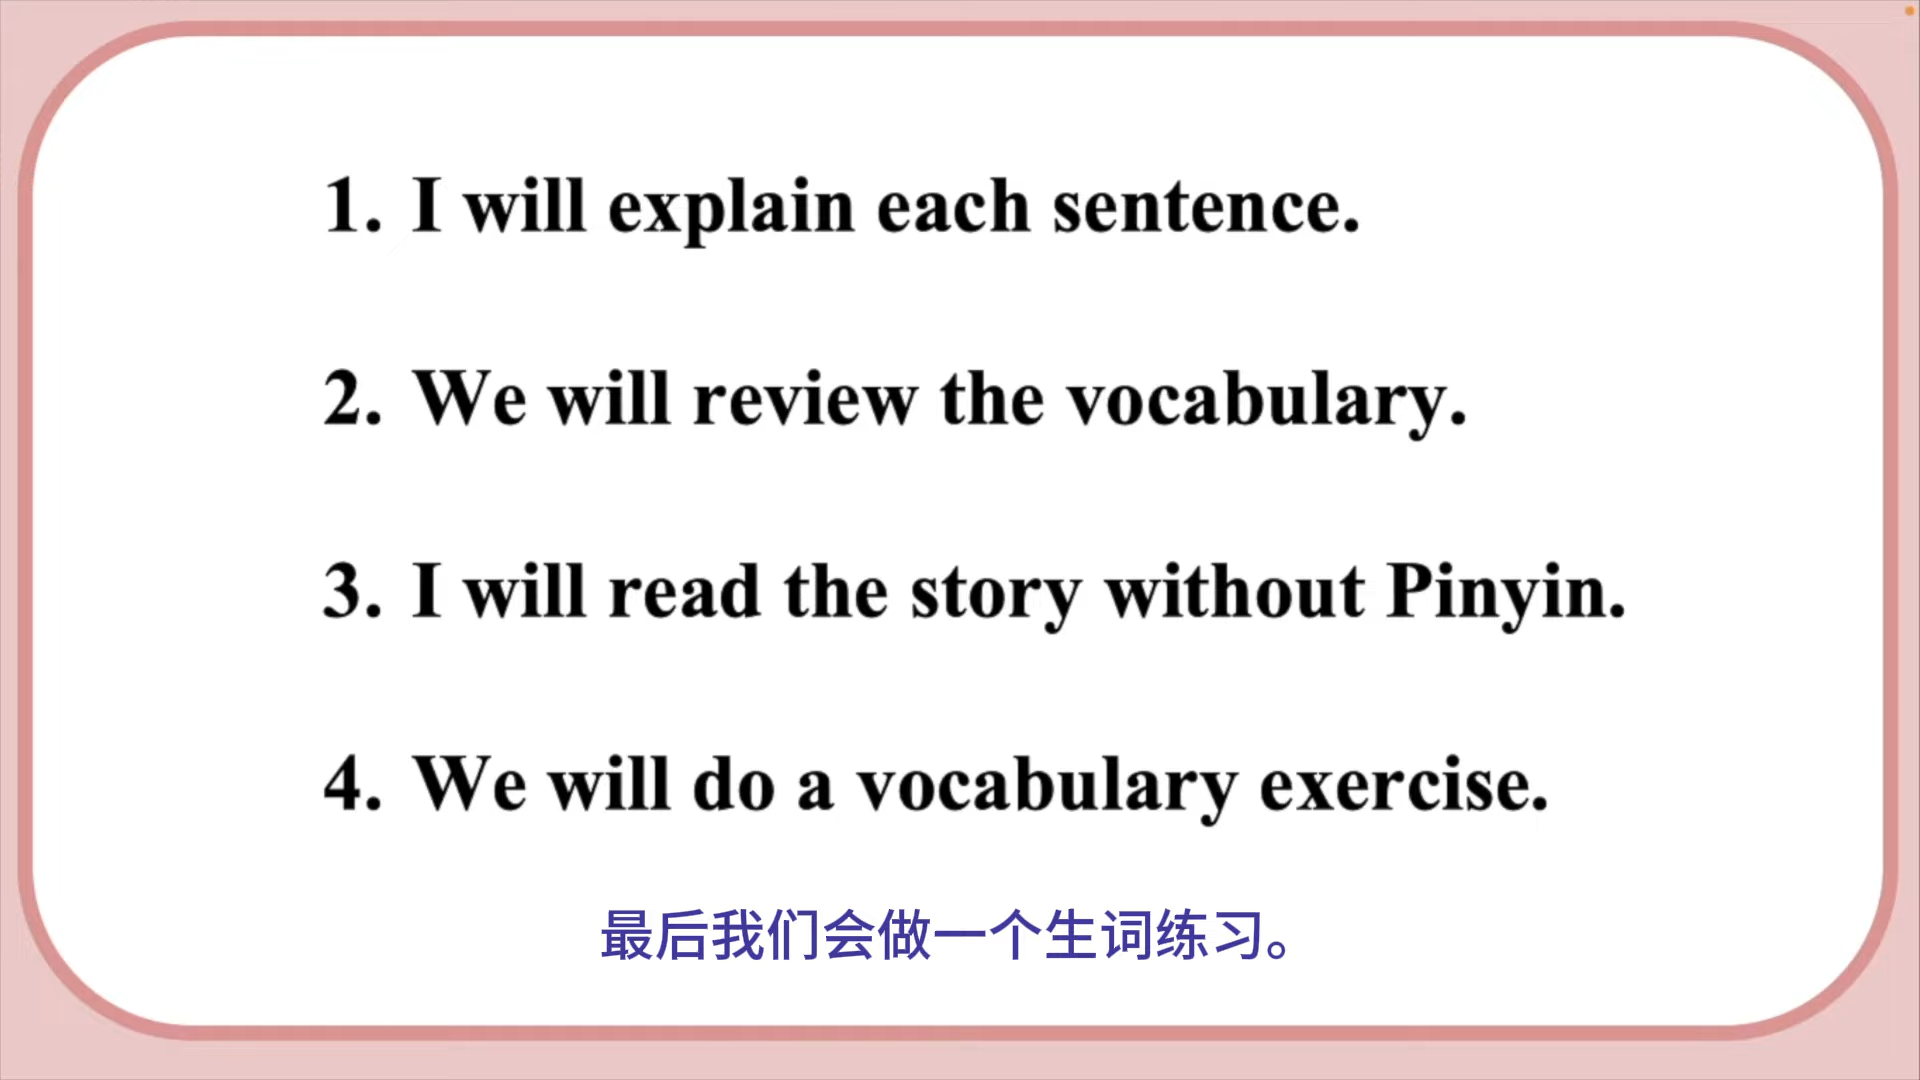 1. I will explain each sentence.
2. We will review the vocabulary.
3. I will read the story without Pinyin.
4. We will do a vocabulary exercise.
最后我们会做一个生词练习。